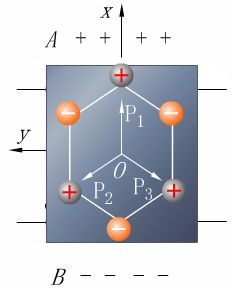 x
A + + + +
+
− −
P₁
y
O
+ P₂ P₃ +
−
B − − − −